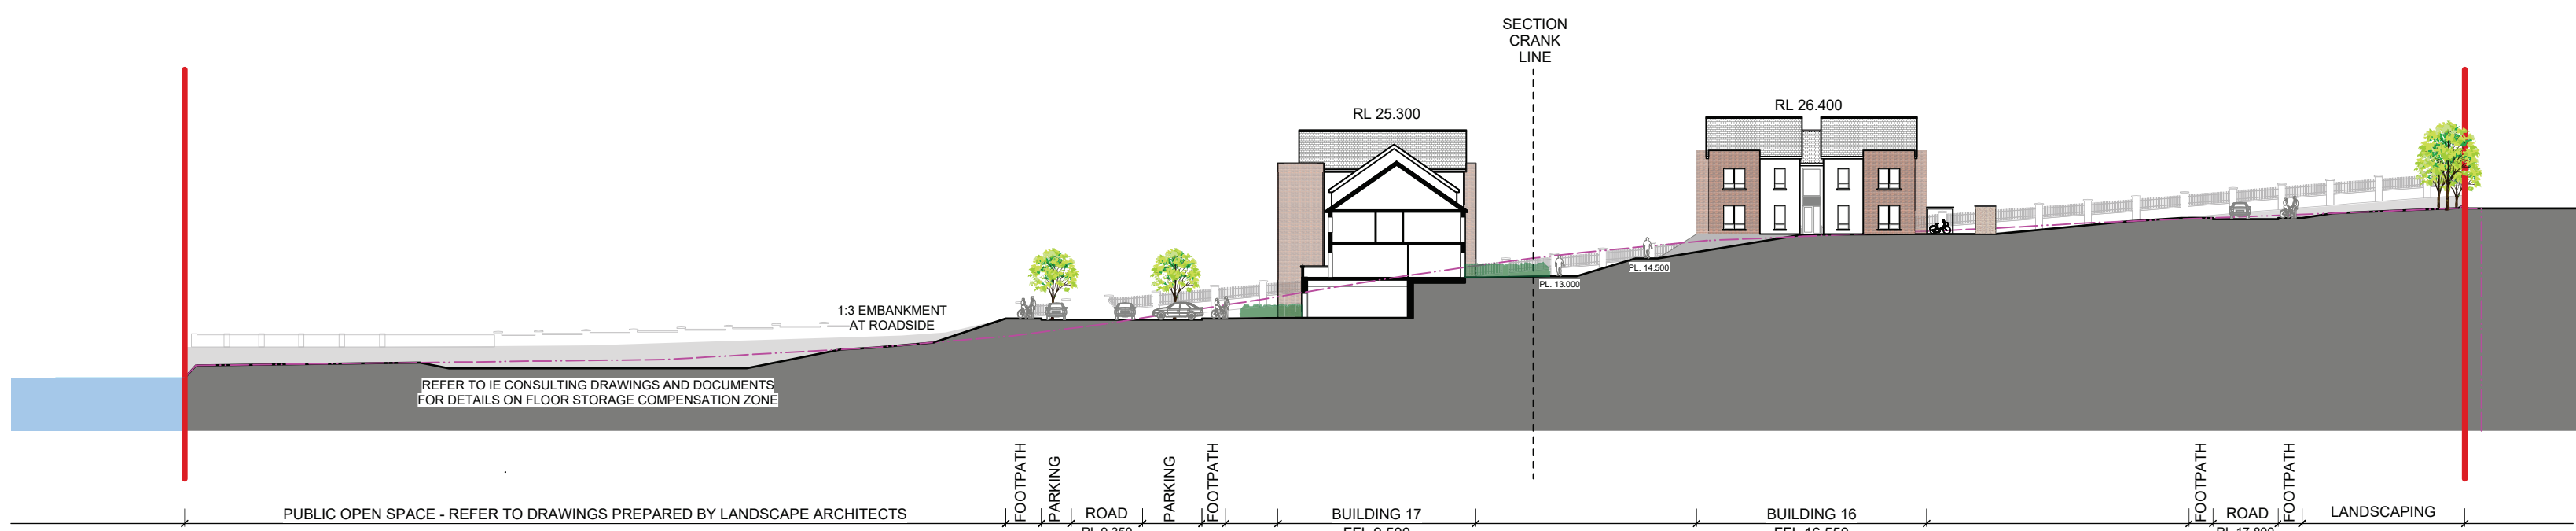 SECTION
CRANK
LINE
RL 25.300
RL 26.400
PL. 14.500
PL. 13.000
1:3 EMBANKMENT
AT ROADSIDE
REFER TO IE CONSULTING DRAWINGS AND DOCUMENTS
FOR DETAILS ON FLOOR STORAGE COMPENSATION ZONE
PUBLIC OPEN SPACE - REFER TO DRAWINGS PREPARED BY LANDSCAPE ARCHITECTS
FOOTPATH
PARKING
ROAD
PARKING
FOOTPATH
BUILDING 17
BUILDING 16
FOOTPATH
ROAD
FOOTPATH
LANDSCAPING